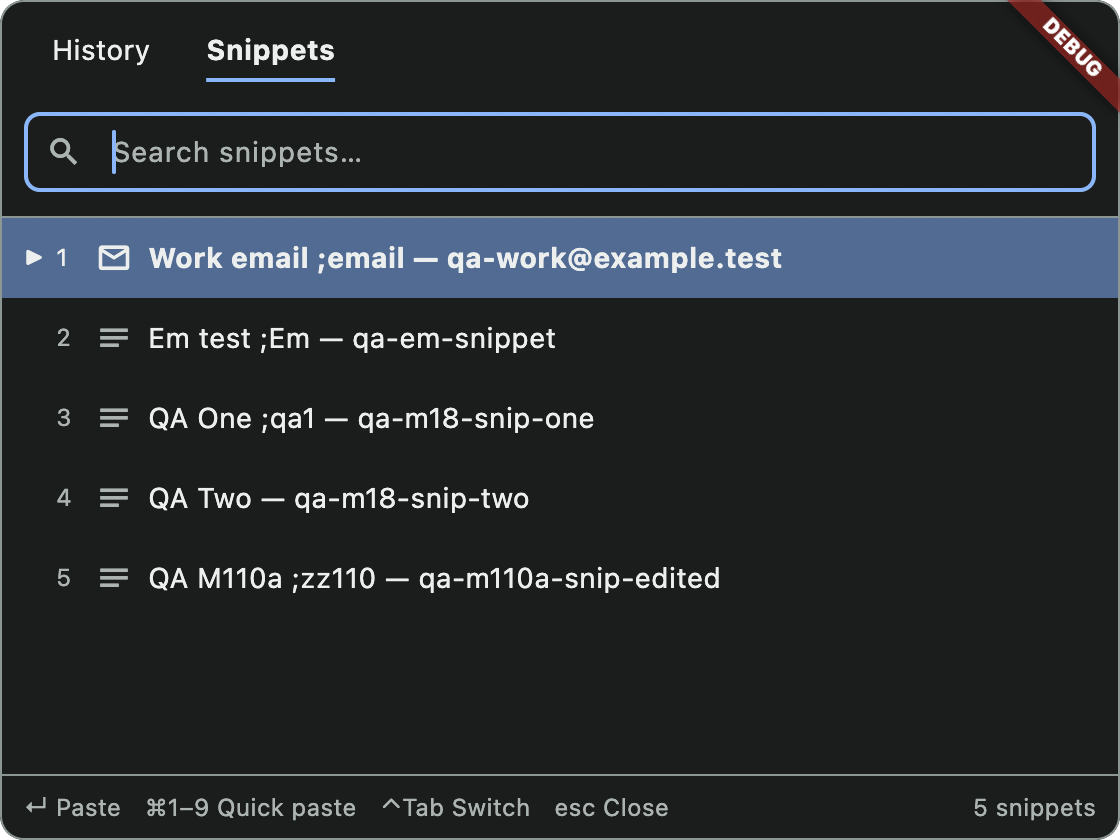 History Snippets
DEBUG
Search snippets...
1 Work email ;email — qa-work@example.test
2 Em test ;Em — qa-em-snippet
3 QA One ;qa1 — qa-m18-snip-one
4 QA Two — qa-m18-snip-two
5 QA M110a ;zz110 — qa-m110a-snip-edited
↵ Paste ⌘1–9 Quick paste ^Tab Switch esc Close 5 snippets